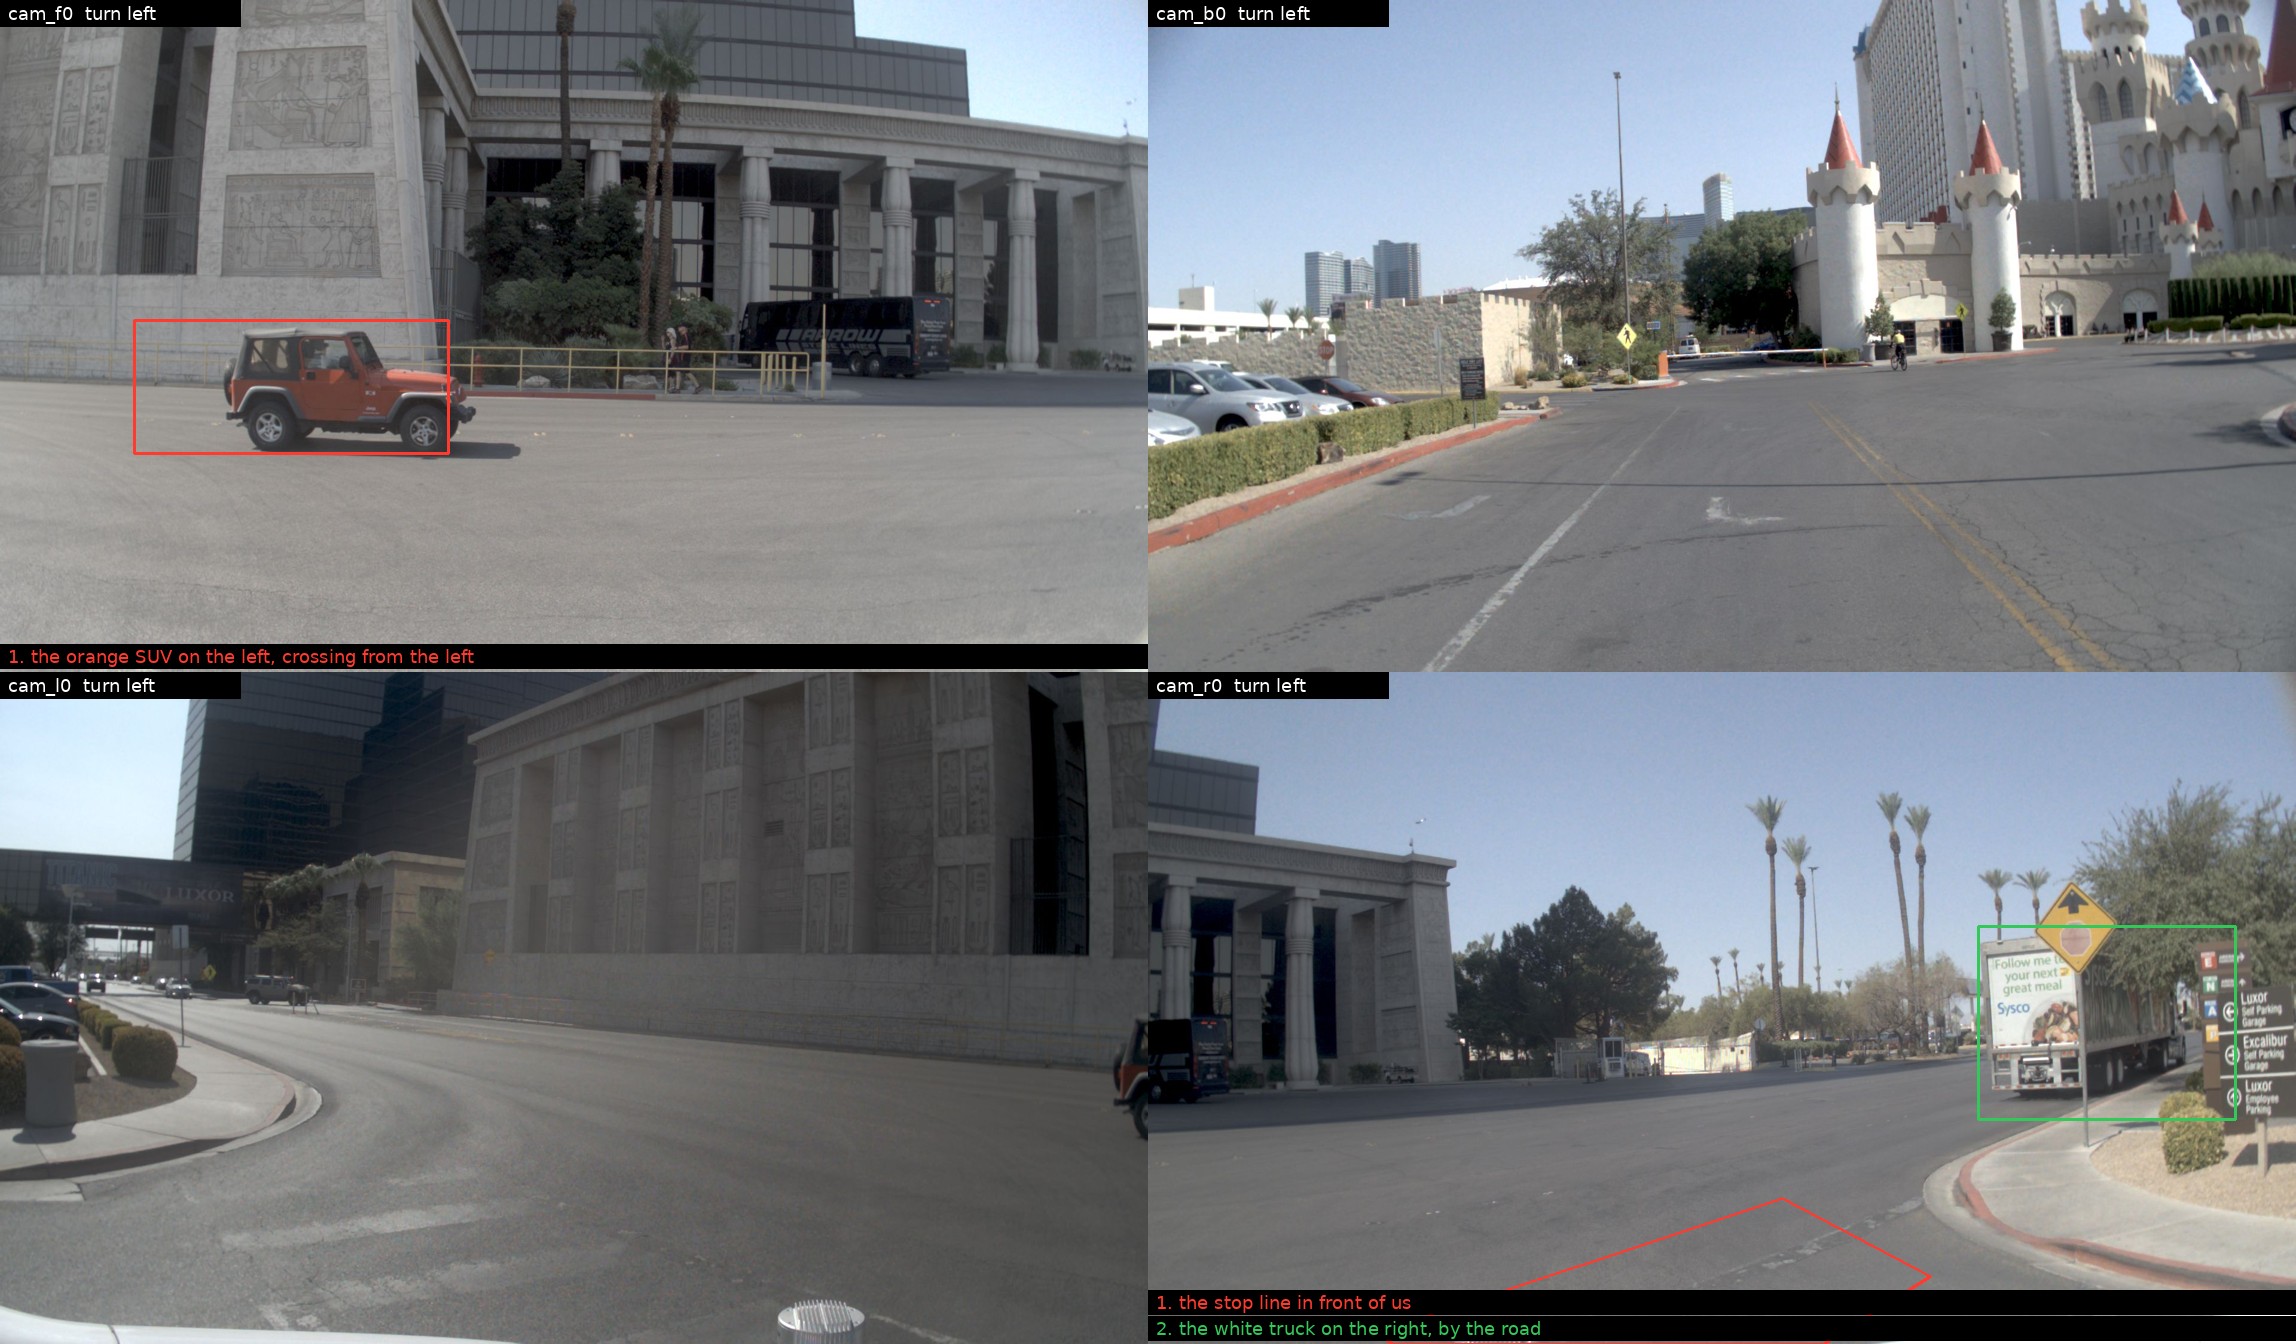 cam_f0 turn left
ARROW
1. the orange SUV on the left, crossing from the left
cam_b0 turn left
cam_l0 turn left
LUXOR
cam_r0 turn left
Follow me to
your next
great meal
Sysco
E
N
A
Luxor
Self Parking
Garage
Excalibur
Self Parking
Garage
Luxor
Employee
Parking
1. the stop line in front of us
2. the white truck on the right, by the road